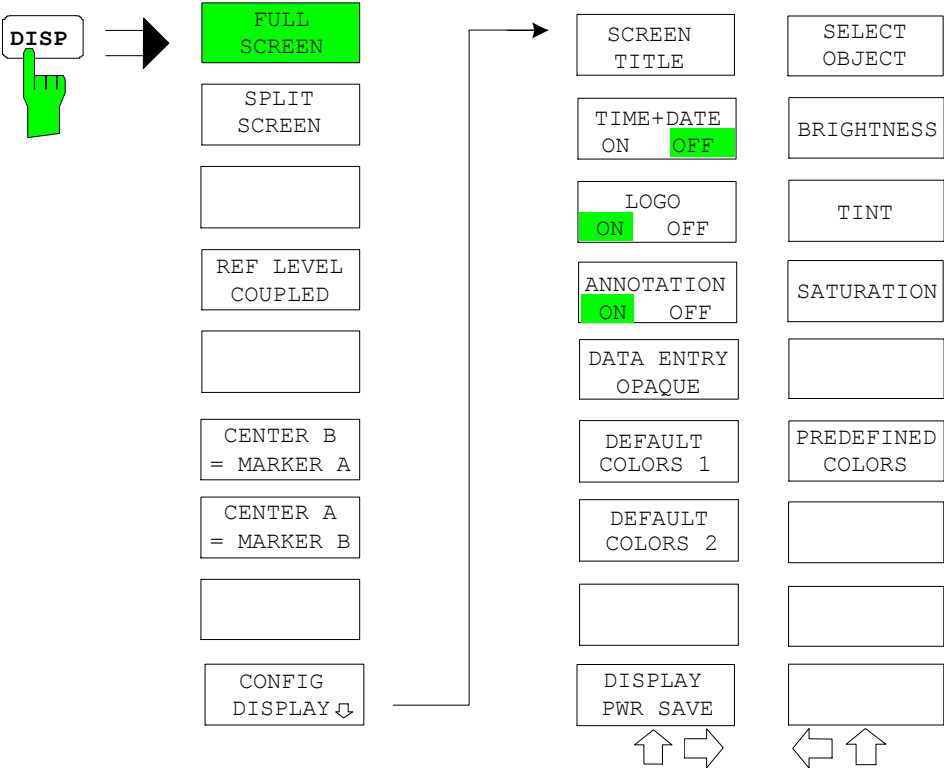 DISP
FULL
SCREEN
SPLIT
SCREEN
REF LEVEL
COUPLED
CENTER B
= MARKER A
CENTER A
= MARKER B
CONFIG
DISPLAY
SCREEN
TITLE
TIME+DATE
ON OFF
LOGO
ON OFF
ANNOTATION
ON OFF
DATA ENTRY
OPAQUE
DEFAULT
COLORS 1
DEFAULT
COLORS 2
DISPLAY
PWR SAVE
SELECT
OBJECT
BRIGHTNESS
TINT
SATURATION
PREDEFINED
COLORS